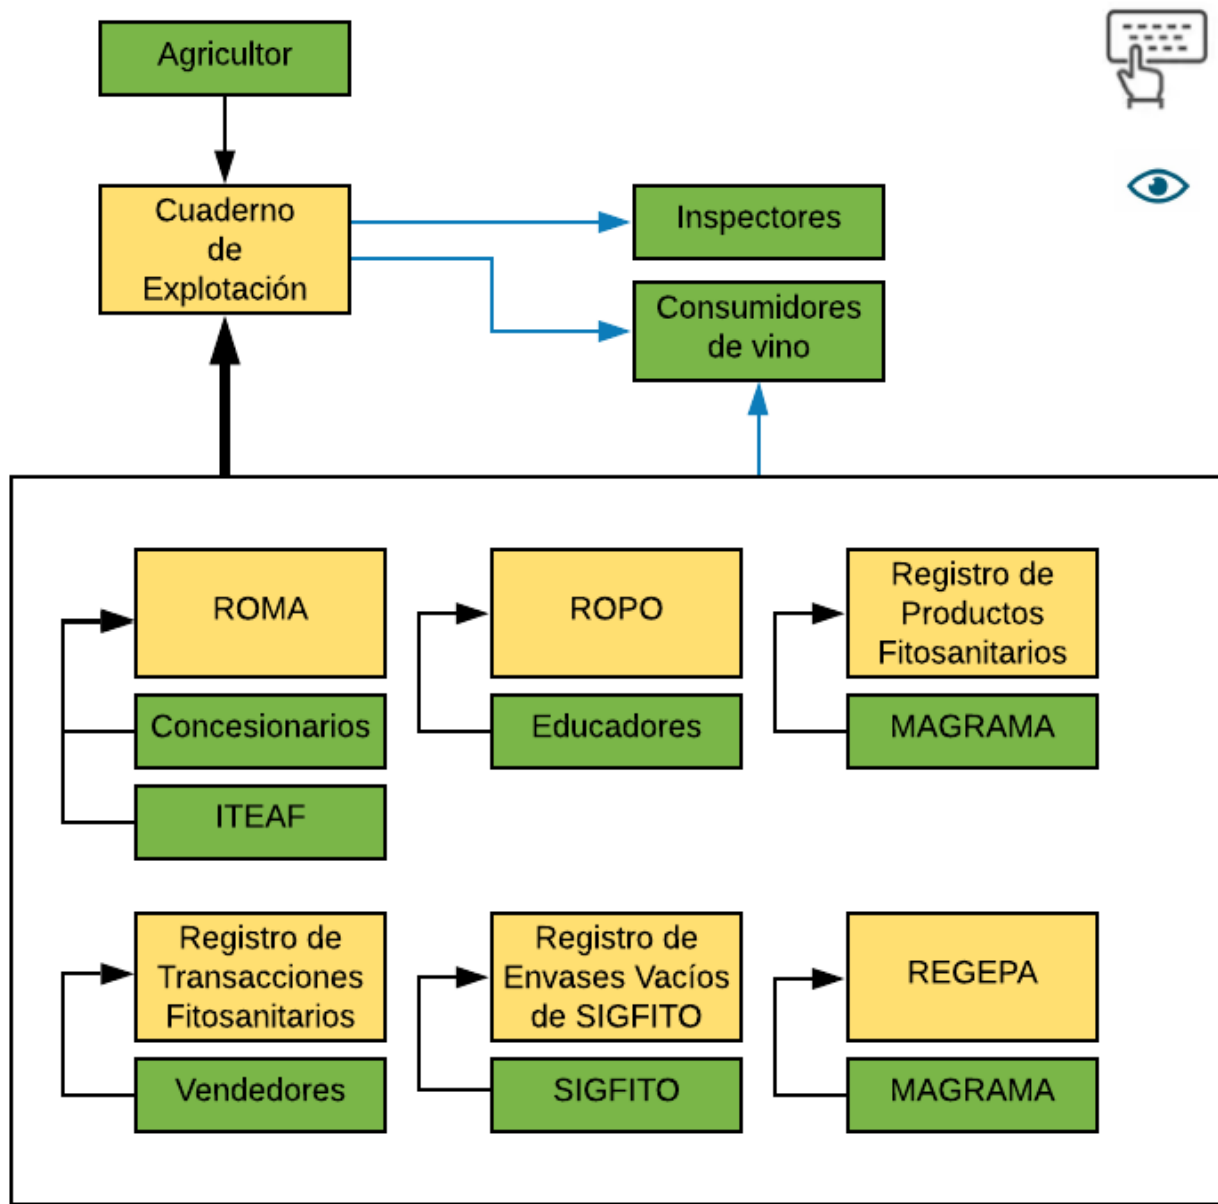 Agricultor
Cuaderno
de
Explotación
Inspectores
Consumidores
de vino
ROMA
Concesionarios
ITEAF
ROPO
Educadores
Registro de
Productos
Fitosanitarios
MAGRAMA
Registro de
Transacciones
Fitosanitarios
Vendedores
Registro de
Envases Vacíos
de SIGFITO
SIGFITO
REGEPA
MAGRAMA